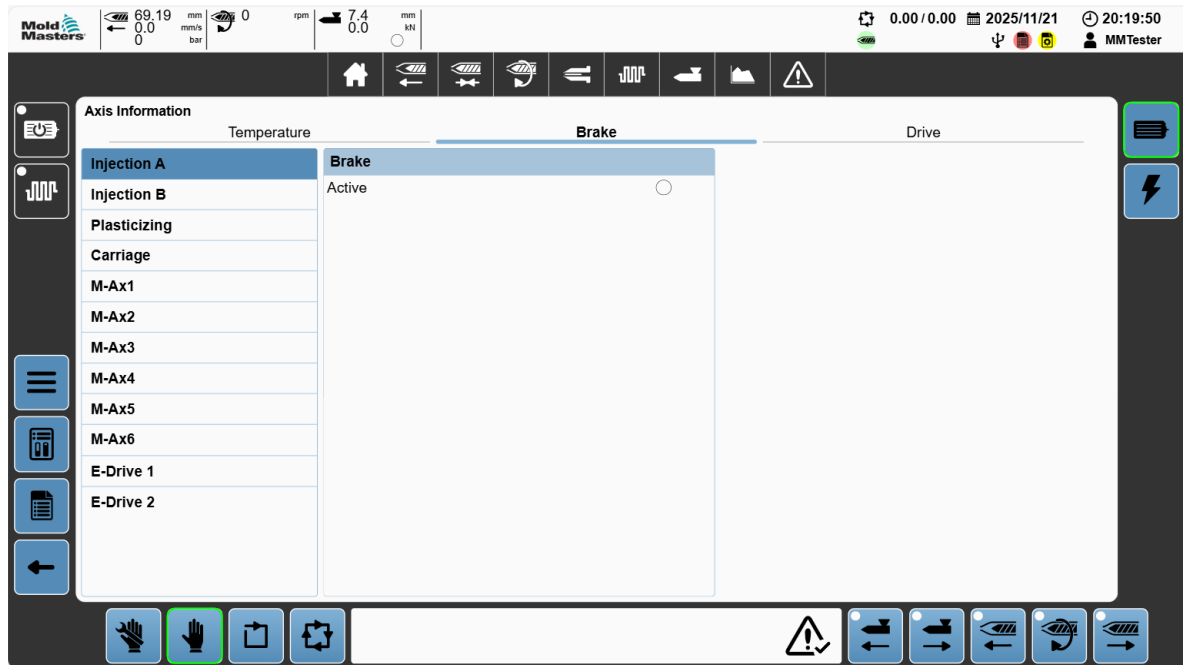 Mold
Masters
69.19 mm
0.0 mm/s
0 bar
0 rpm
7.4 mm
0.0 kN
0.00 / 0.00 2025/11/21 20:19:50
MMTester
Axis Information
Temperature Brake Drive
Injection A
Injection B
Plasticizing
Carriage
M-Ax1
M-Ax2
M-Ax3
M-Ax4
M-Ax5
M-Ax6
E-Drive 1
E-Drive 2
Brake
Active